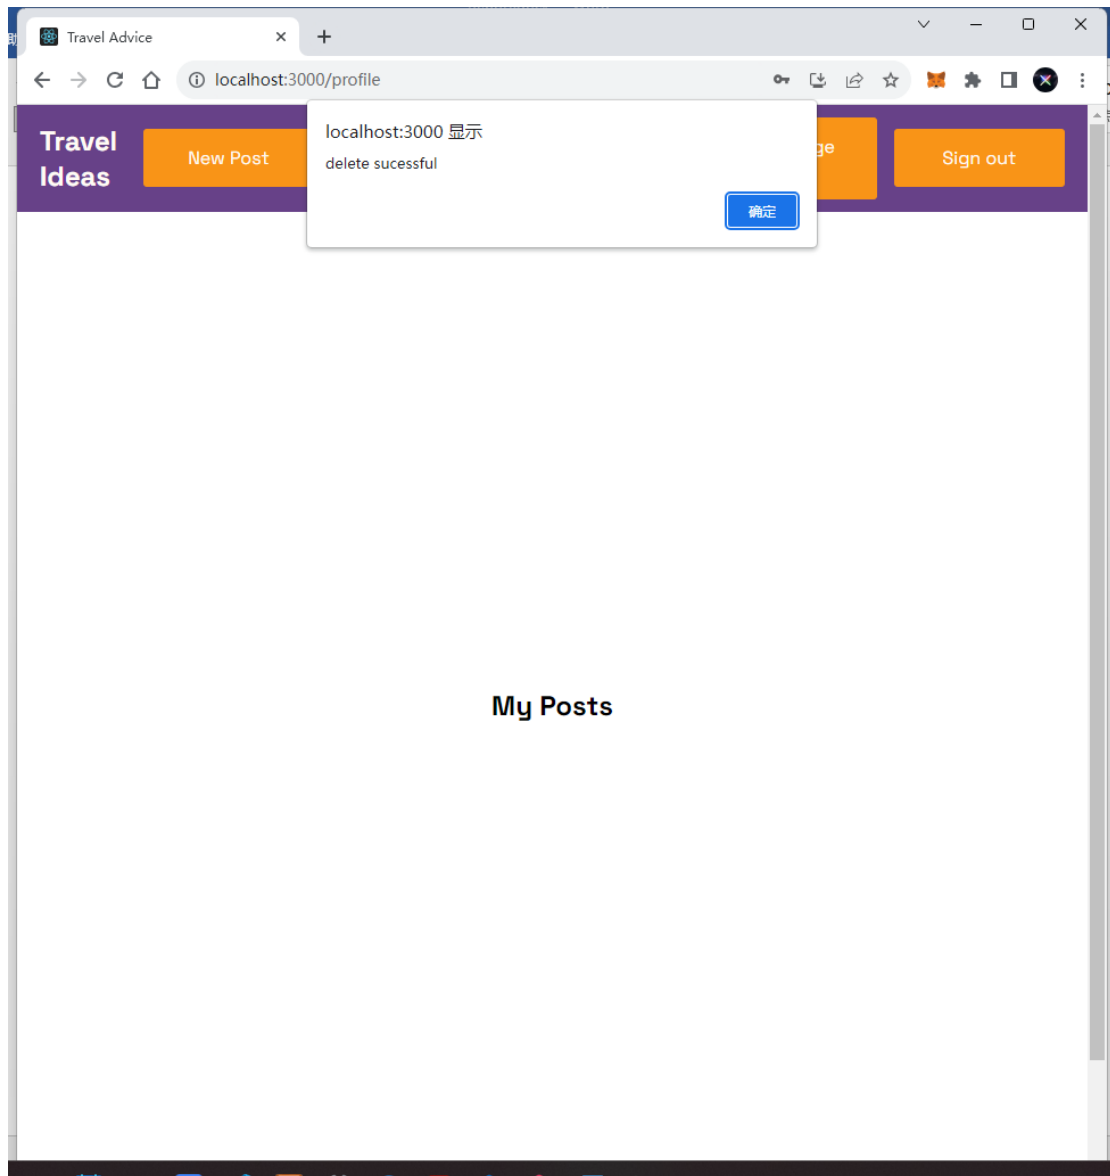 Travel Advice
localhost:3000/profile
localhost:3000 显示
delete sucessful
确定
Travel
Ideas
New Post
ge
Sign out
My Posts